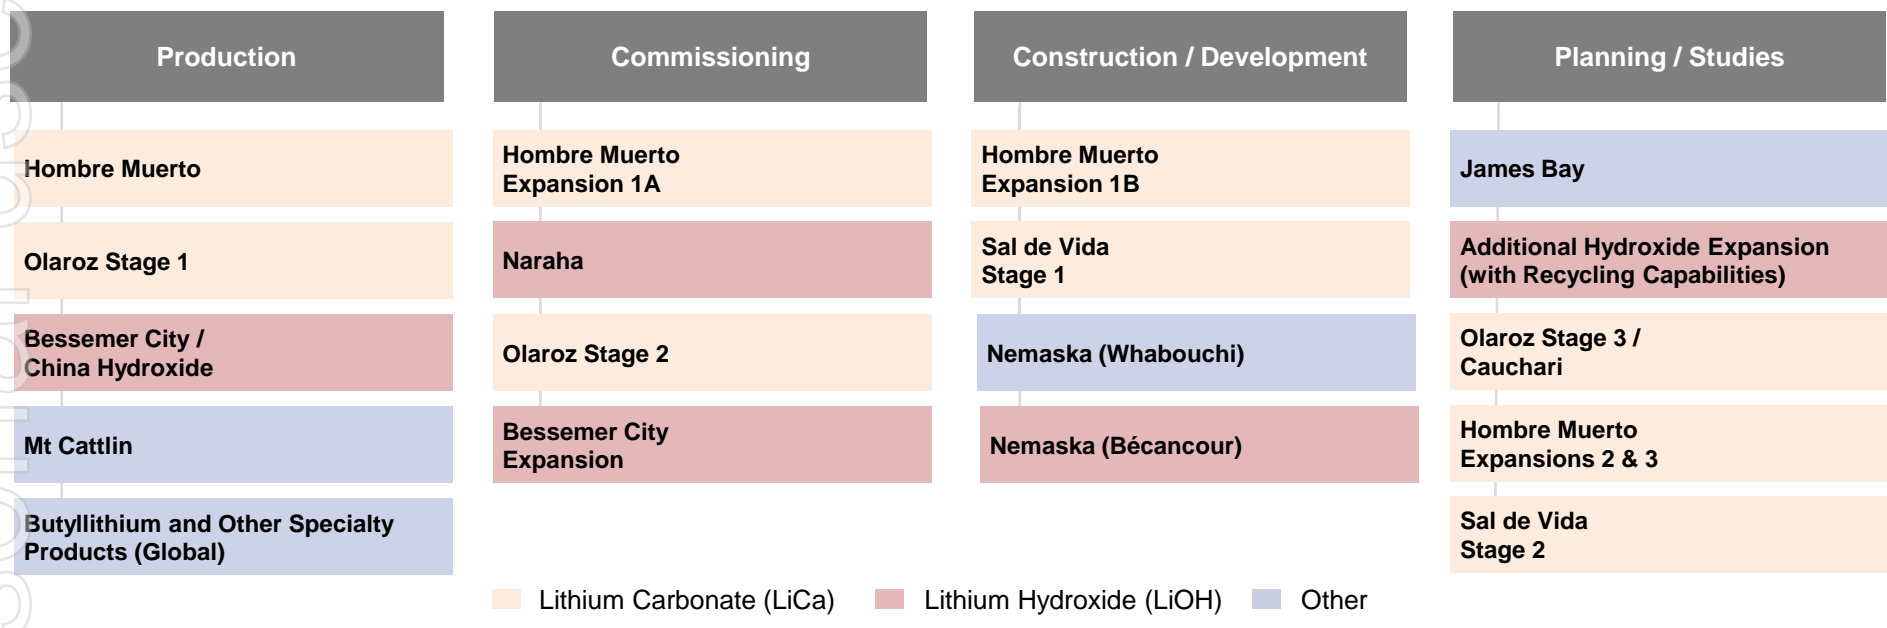 Production
Hombre Muerto
Olaroz Stage 1
Bessemer City /
China Hydroxide
Mt Cattlin
Butyllithium and Other Specialty
Products (Global)
Commissioning
Hombre Muerto
Expansion 1A
Naraha
Olaroz Stage 2
Bessemer City
Expansion
Construction / Development
Hombre Muerto
Expansion 1B
Sal de Vida
Stage 1
Nemaska (Whabouchi)
Nemaska (Bécancour)
Planning / Studies
James Bay
Additional Hydroxide Expansion
(with Recycling Capabilities)
Olaroz Stage 3 /
Cauchari
Hombre Muerto
Expansions 2 & 3
Sal de Vida
Stage 2
Lithium Carbonate (LiCa)
Lithium Hydroxide (LiOH)
Other